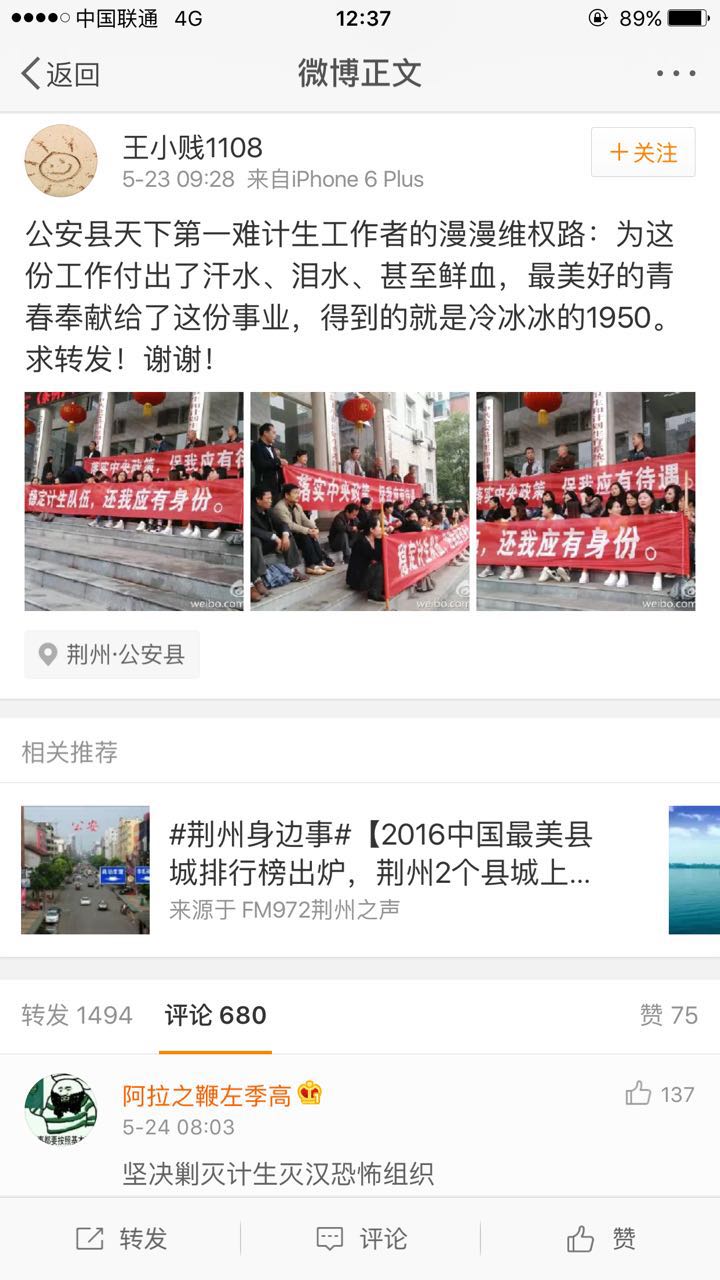 中国联通 4G 12:37 89%
返回 微博正文
王小贱1108
+关注
5-23 09:28 来自iPhone 6 Plus
公安县天下第一难计生工作者的漫漫维权路：为这
份工作付出了汗水、泪水、甚至鲜血，最美好的青
春奉献给了这份事业，得到的就是冷冰冰的1950。
求转发！谢谢！
落实中央政策，保我应有待
稳定计生队伍，还我应有身份。
weibo.com
落实中央政策 保我应有
稳定计生队伍
weibo.com
落实中央政策 保我应有待遇。
，还我应有身份。
weibo.com
荆州·公安县
相关推荐
公安
#荆州身边事#【2016中国最美县
城排行榜出炉，荆州2个县城上...
来源于 FM972荆州之声
转发 1494 评论 680 赞 75
阿拉之鞭左季高
137
5-24 08:03
坚决剿灭计生灭汉恐怖组织
转发 评论 赞